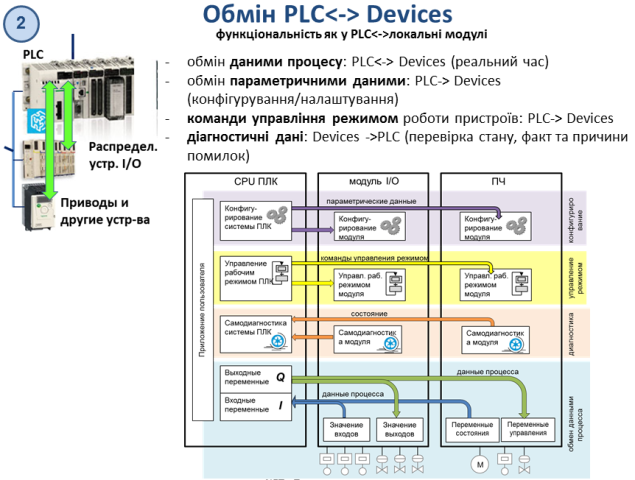 2
Обмін PLC<-> Devices
функціональність як у PLC<->локальні модулі
PLC
Распредел.
устр. I/O
Приводы и
другие устр-ва
- обмін даними процесу: PLC<-> Devices (реальний час)
- обмін параметричними даними: PLC-> Devices
(конфігурування/налаштування)
- команди управління режимом роботи пристроїв: PLC-> Devices
- діагностичні дані: Devices ->PLC (перевірка стану, факт та причини
помилок)
CPU ПЛК
модуль I/O
ПЧ
Приложение пользователя
параметрические данные
Конфигу-
рирование
системы ПЛК
Конфигу-
рирование
модуля
Конфигу-
рирование
модуля
конфигуриро
вание
команды управления режимом
Управление
рабочим
режимом ПЛК
Управл. раб.
режимом
модуля
Управл. раб.
режимом
модуля
управление
режимом
состояние
Самодиагностика
системы ПЛК
Самодиагностик
а модуля
Самодиагностик
а модуля
диагностика
Выходные
переменные Q
данные процесса
Входные
переменные I
данные процесса
Значение
входов
Значение
выходов
Переменные
состояния
Переменные
управления
обмен данными
процесса
M